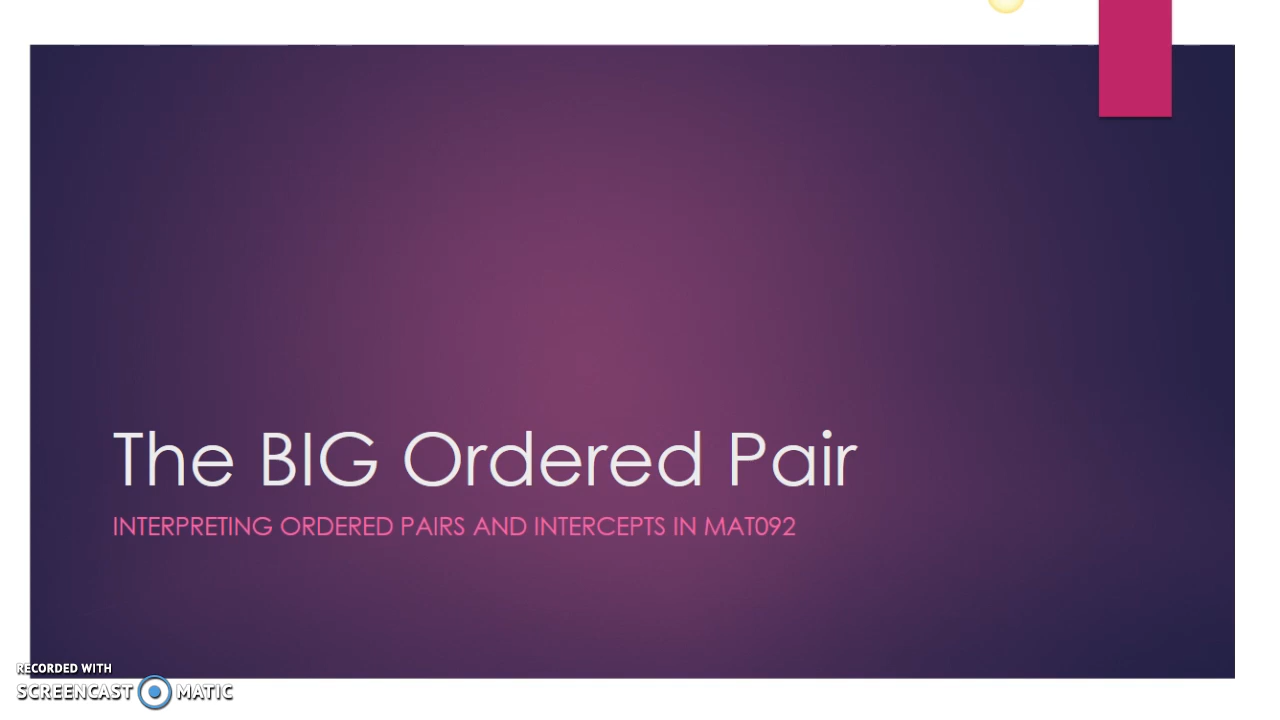 The BIG Ordered Pair
INTERPRETING ORDERED PAIRS AND INTERCEPTS IN MAT092
RECORDED WITH
SCREENCAST MATIC